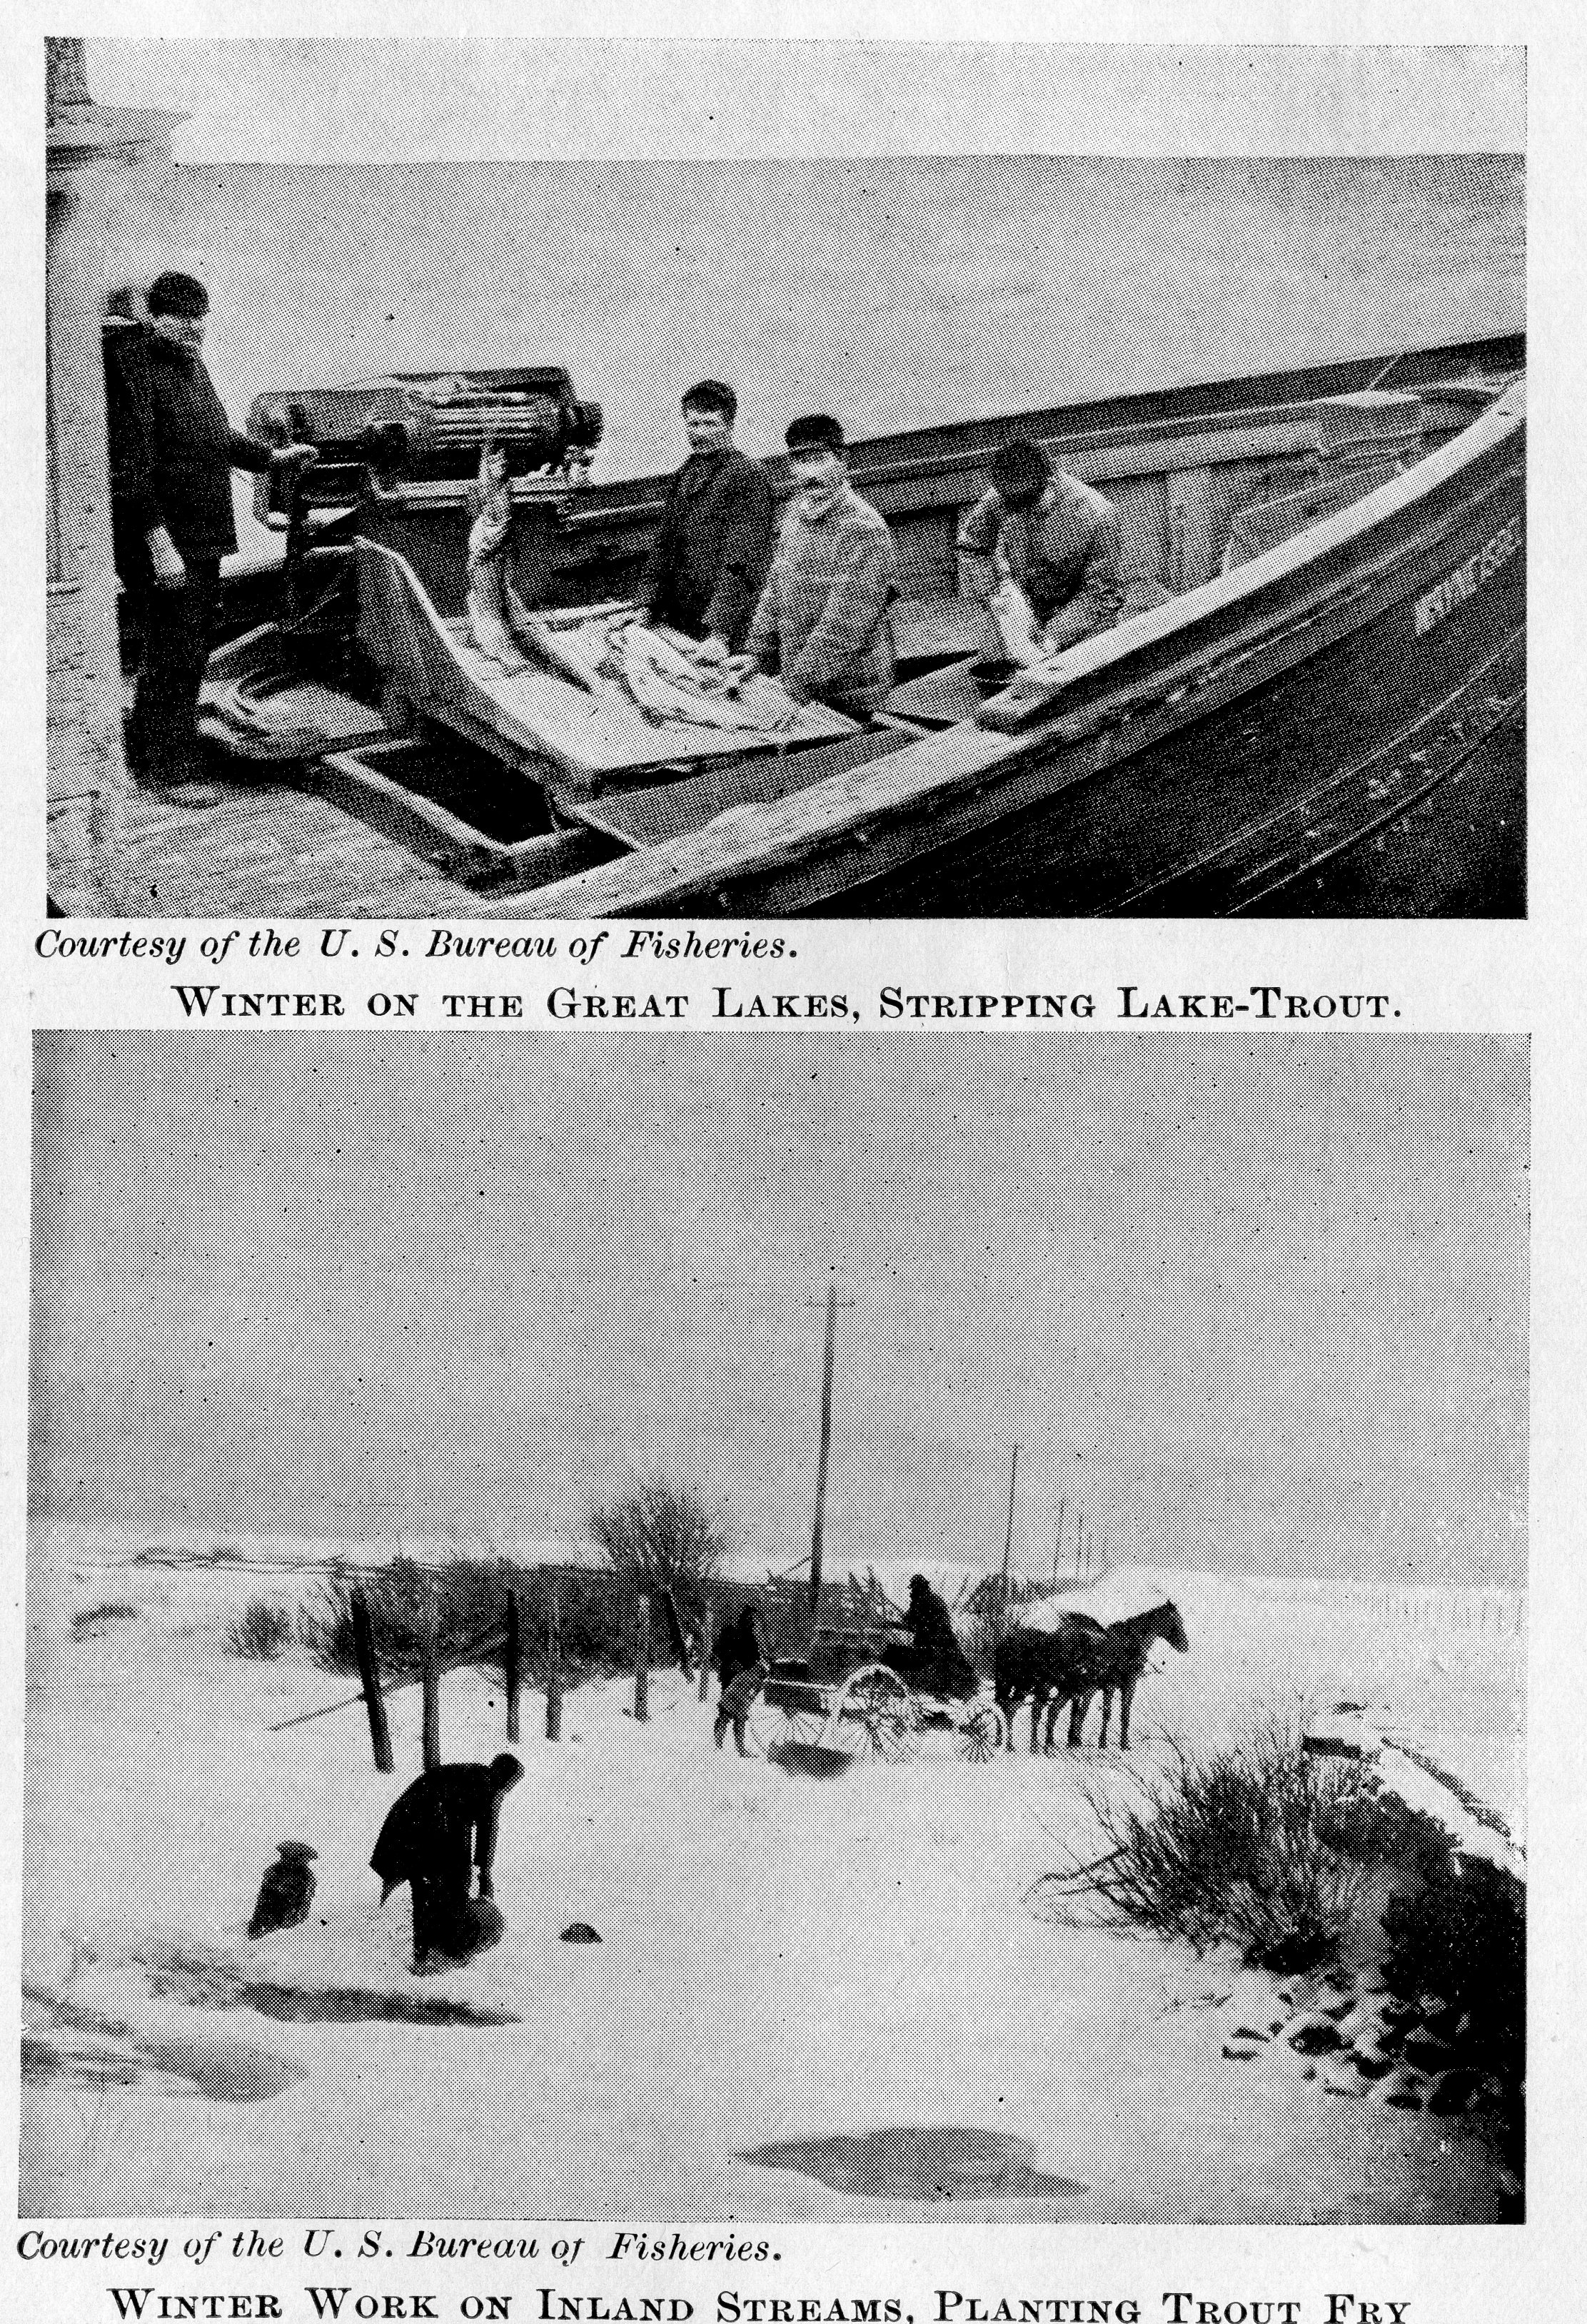 Courtesy of the U. S. Bureau of Fisheries.
WINTER ON THE GREAT LAKES, STRIPPING LAKE-TROUT.
Courtesy of the U. S. Bureau of Fisheries.
WINTER WORK ON INLAND STREAMS, PLANTING TROUT FRY